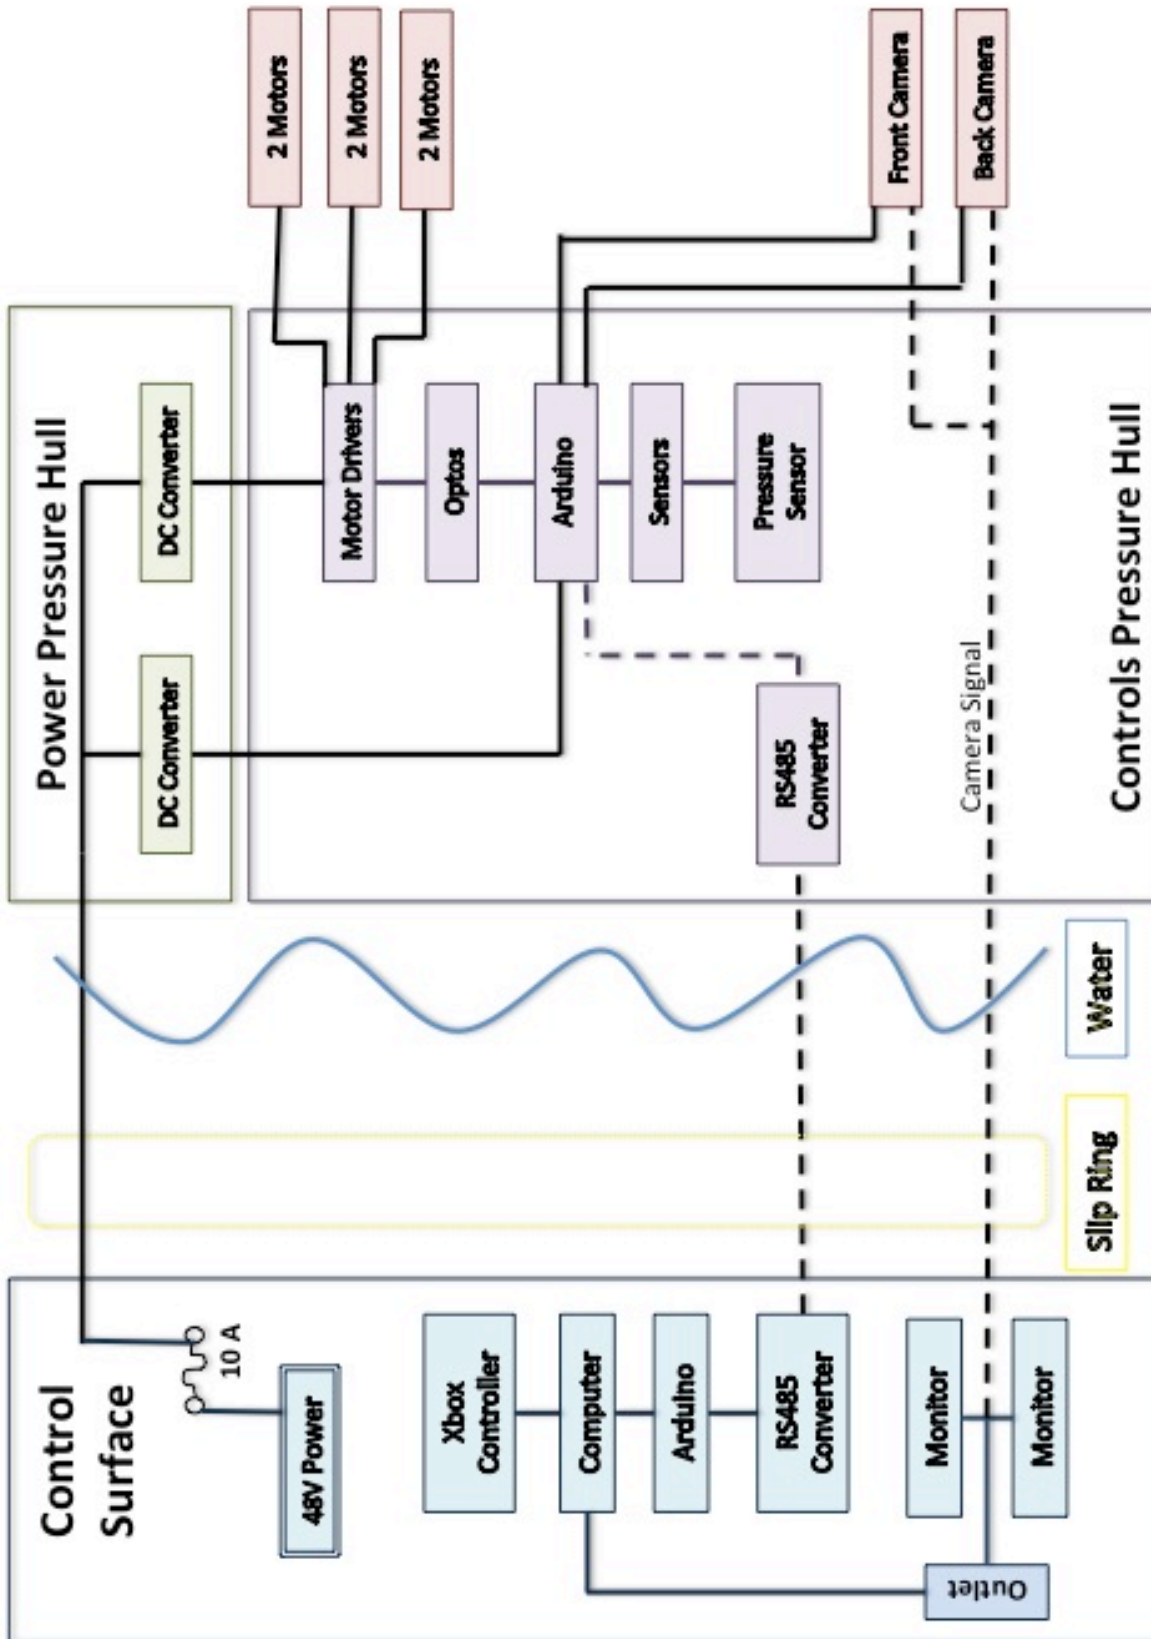 Control
Surface
48V Power
10 A
Xbox
Controller
Computer
Arduino
RS485
Converter
Monitor
Monitor
Outlet
Slip Ring
Water
Power Pressure Hull
DC Converter
DC Converter
Motor Drivers
Optos
Arduino
Sensors
Pressure
Sensor
RS485
Converter
Camera Signal
Controls Pressure Hull
2 Motors
2 Motors
2 Motors
Front Camera
Back Camera